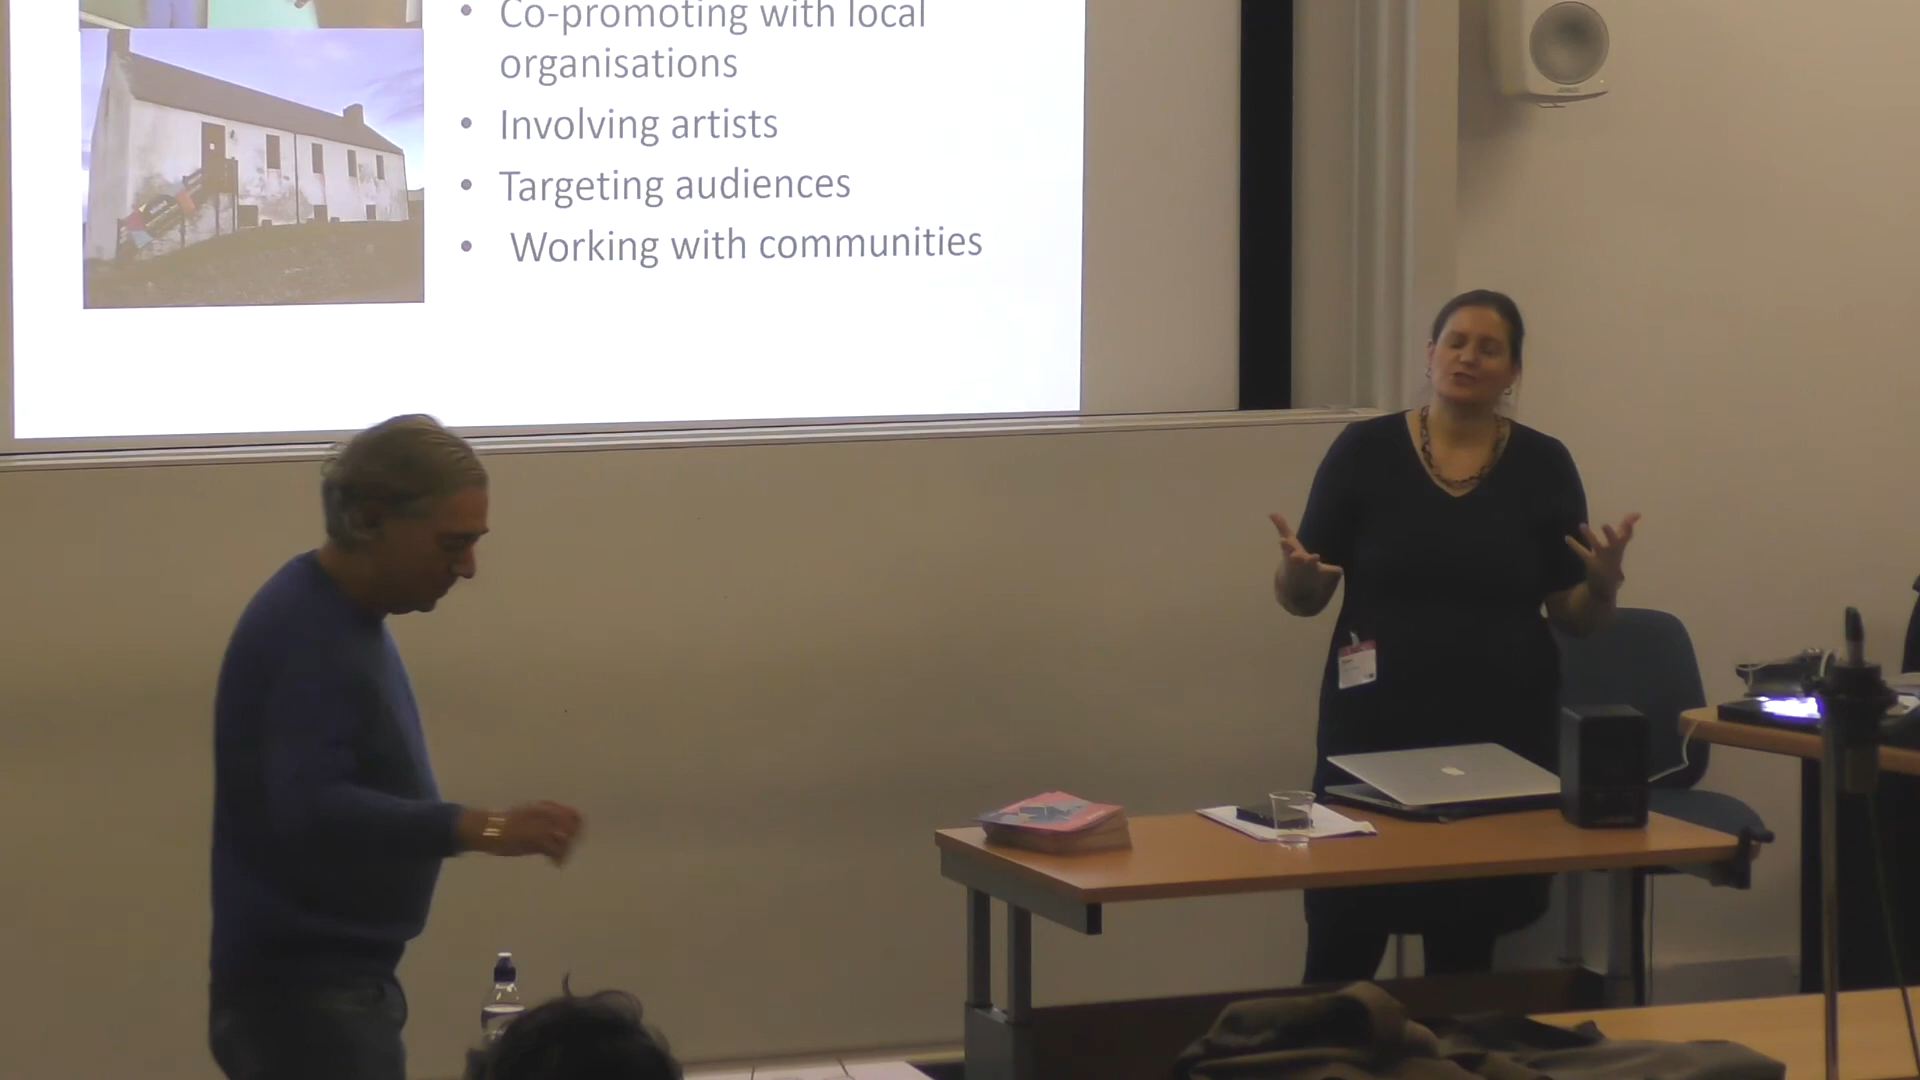 • Co-promoting with local
organisations
• Involving artists
• Targeting audiences
• Working with communities